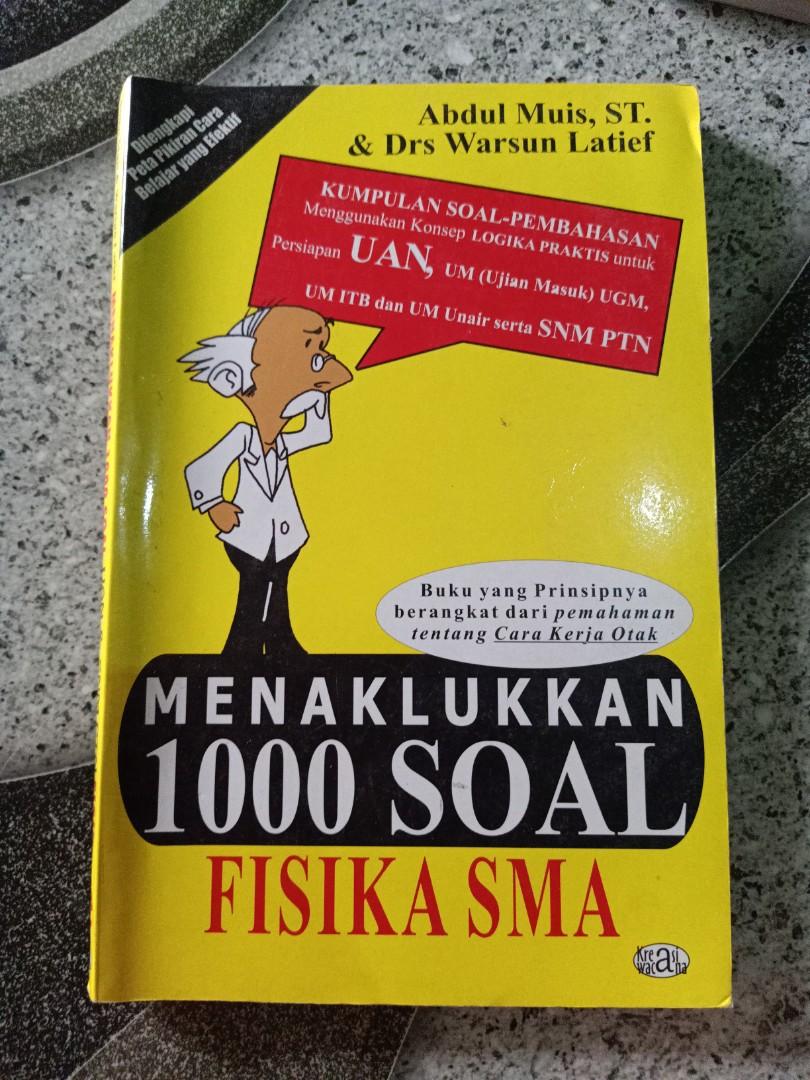 Dilengkapi
Peta Pikiran Cara
Belajar yang Efektif
Abdul Muis, ST.
& Drs Warsun Latief
KUMPULAN SOAL-PEMBAHASAN
Menggunakan Konsep LOGIKA PRAKTIS untuk
Persiapan UAN, UM (Ujian Masuk) UGM,
UM ITB dan UM Unair serta SNM PTN
Buku yang Prinsipnya
berangkat dari pemahaman
tentang Cara Kerja Otak
MENAKLUKKAN
1000 SOAL
FISIKA SMA
Kreasi
wacana